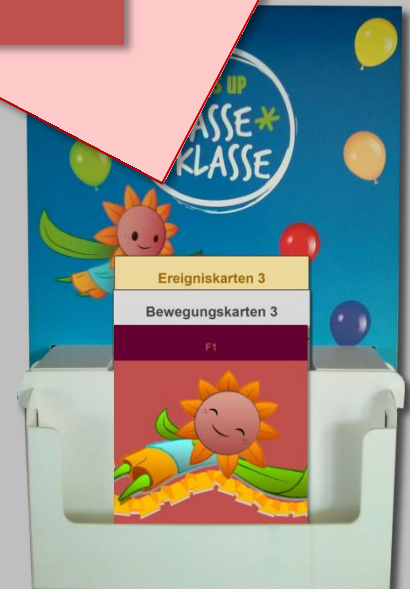 UP
ASSE*
KLASSE
Ereigniskarten 3
Bewegungskarten 3
F1